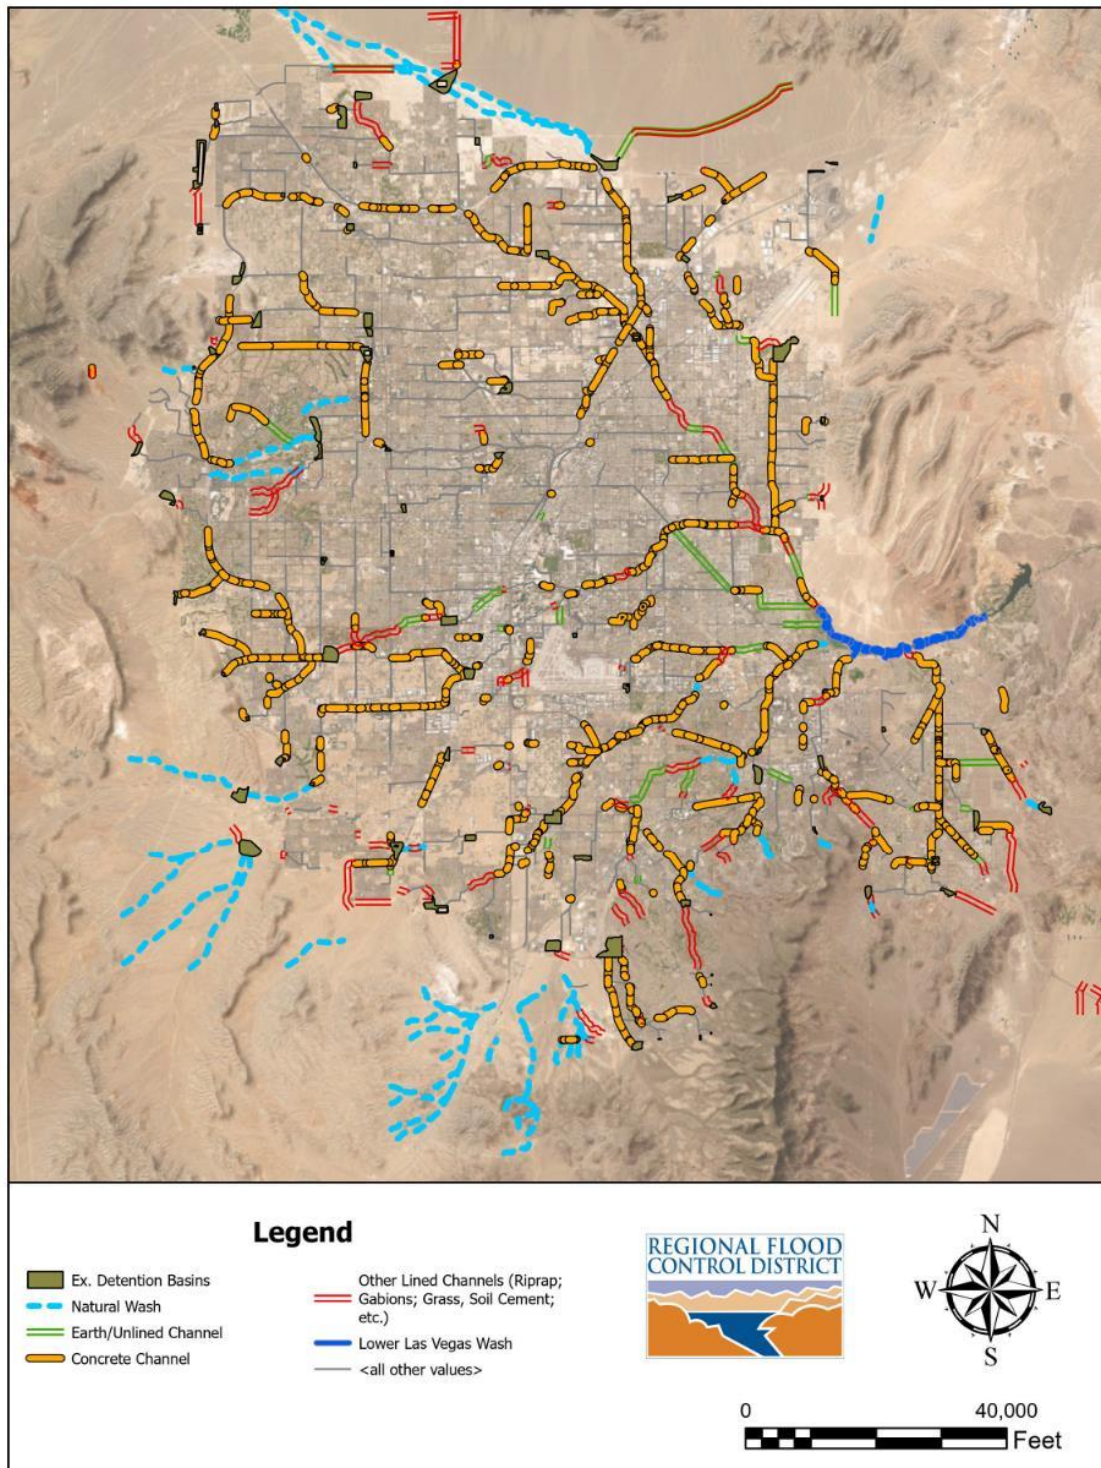 Legend
Ex. Detention Basins
Natural Wash
Earth/Unlined Channel
Concrete Channel
Other Lined Channels (Riprap;
Gabions; Grass, Soil Cement;
etc.)
Lower Las Vegas Wash
<all other values>
REGIONAL FLOOD
CONTROL DISTRICT
N
W E
S
0 40,000
Feet